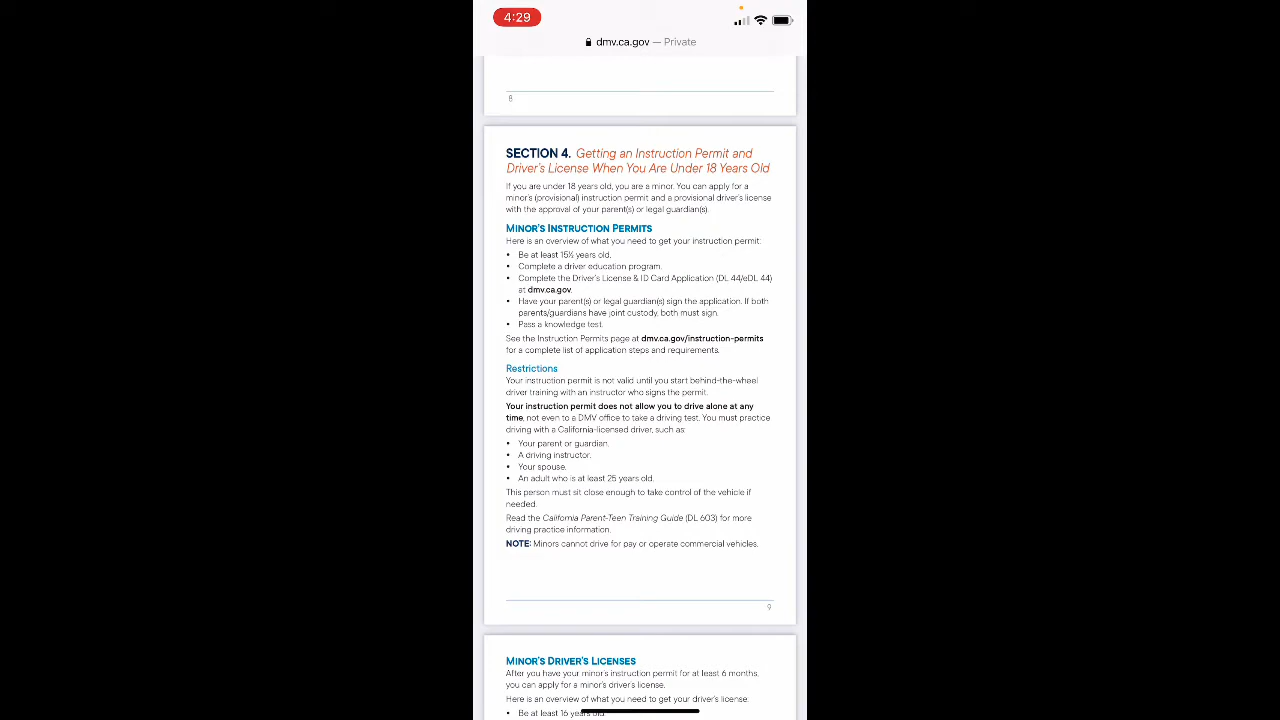 4:29
dmv.ca.gov — Private
8
SECTION 4. Getting an Instruction Permit and
Driver's License When You Are Under 18 Years Old
If you are under 18 years old, you are a minor. You can apply for a
minor's (provisional) instruction permit and a provisional driver's license
with the approval of your parent(s) or legal guardian(s).
MINOR'S INSTRUCTION PERMITS
Here is an overview of what you need to get your instruction permit:
• Be at least 15½ years old.
• Complete a driver education program.
• Complete the Driver's License & ID Card Application (DL 44/eDL 44)
at dmv.ca.gov.
• Have your parent(s) or legal guardian(s) sign the application. If both
parents/guardians have joint custody, both must sign.
• Pass a knowledge test.
See the Instruction Permits page at dmv.ca.gov/instruction-permits
for a complete list of application steps and requirements.
Restrictions
Your instruction permit is not valid until you start behind-the-wheel
driver training with an instructor who signs the permit.
Your instruction permit does not allow you to drive alone at any
time, not even to a DMV office to take a driving test. You must practice
driving with a California-licensed driver, such as:
• Your parent or guardian.
• A driving instructor.
• Your spouse.
• An adult who is at least 25 years old.
This person must sit close enough to take control of the vehicle if
needed.
Read the California Parent-Teen Training Guide (DL 603) for more
driving practice information.
NOTE: Minors cannot drive for pay or operate commercial vehicles.
9
MINOR'S DRIVER'S LICENSES
After you have your minor's instruction permit for at least 6 months,
you can apply for a minor's driver's license.
Here is an overview of what you need to get your driver's license:
• Be at least 16 years old.